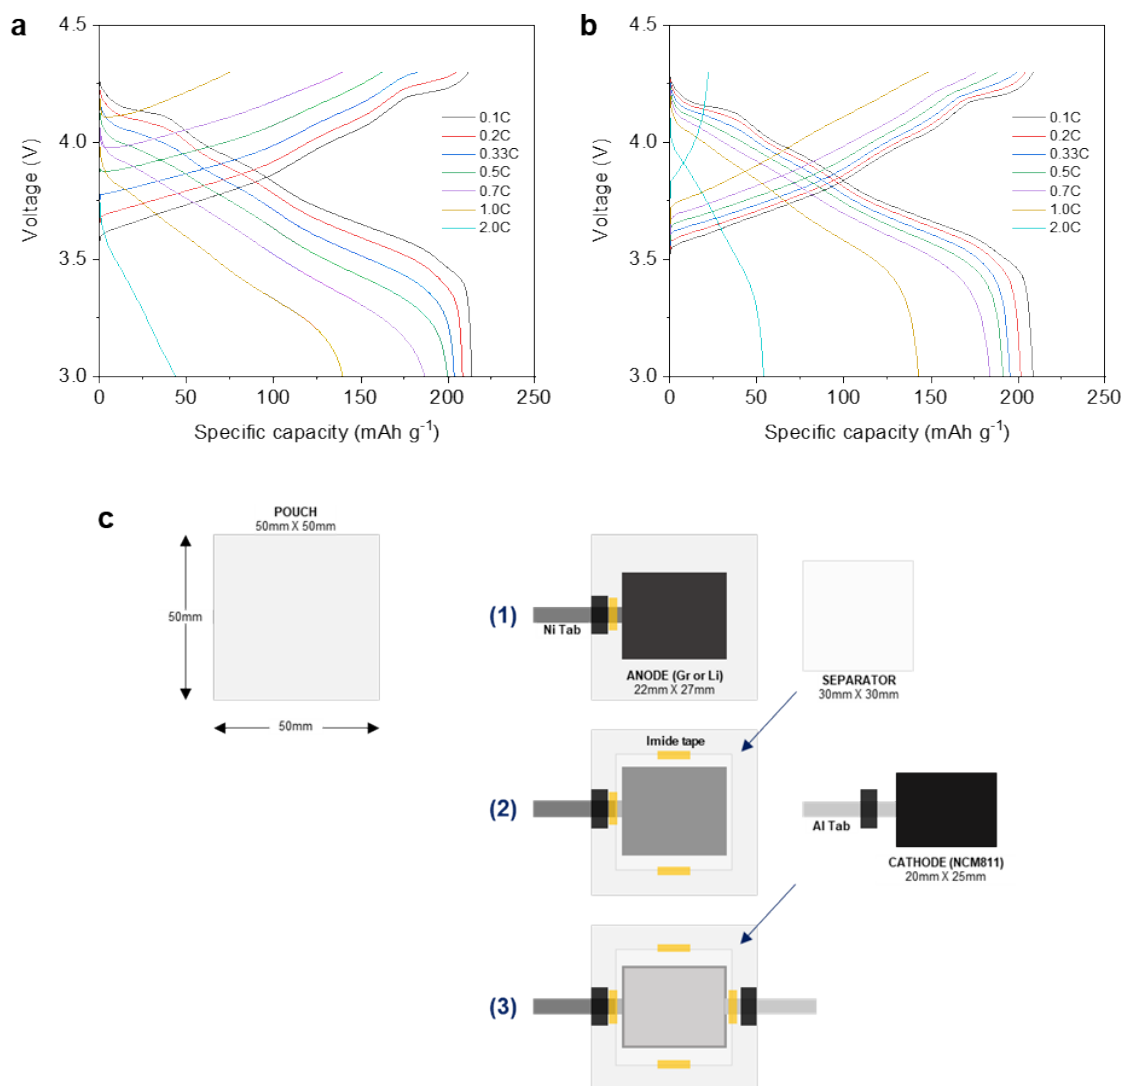 a
4.5
4.0
3.5
3.0
Voltage (V)
0.1C
0.2C
0.33C
0.5C
0.7C
1.0C
2.0C
0
50
100
150
200
250
Specific capacity (mAh g⁻¹)
b
4.5
4.0
3.5
3.0
Voltage (V)
0.1C
0.2C
0.33C
0.5C
0.7C
1.0C
2.0C
0
50
100
150
200
250
Specific capacity (mAh g⁻¹)
c
POUCH
50mm X 50mm
50mm
50mm
(1)
Ni Tab
ANODE (Gr or Li)
22mm X 27mm
SEPARATOR
30mm X 30mm
(2)
Imide tape
Al Tab
CATHODE (NCM811)
20mm X 25mm
(3)